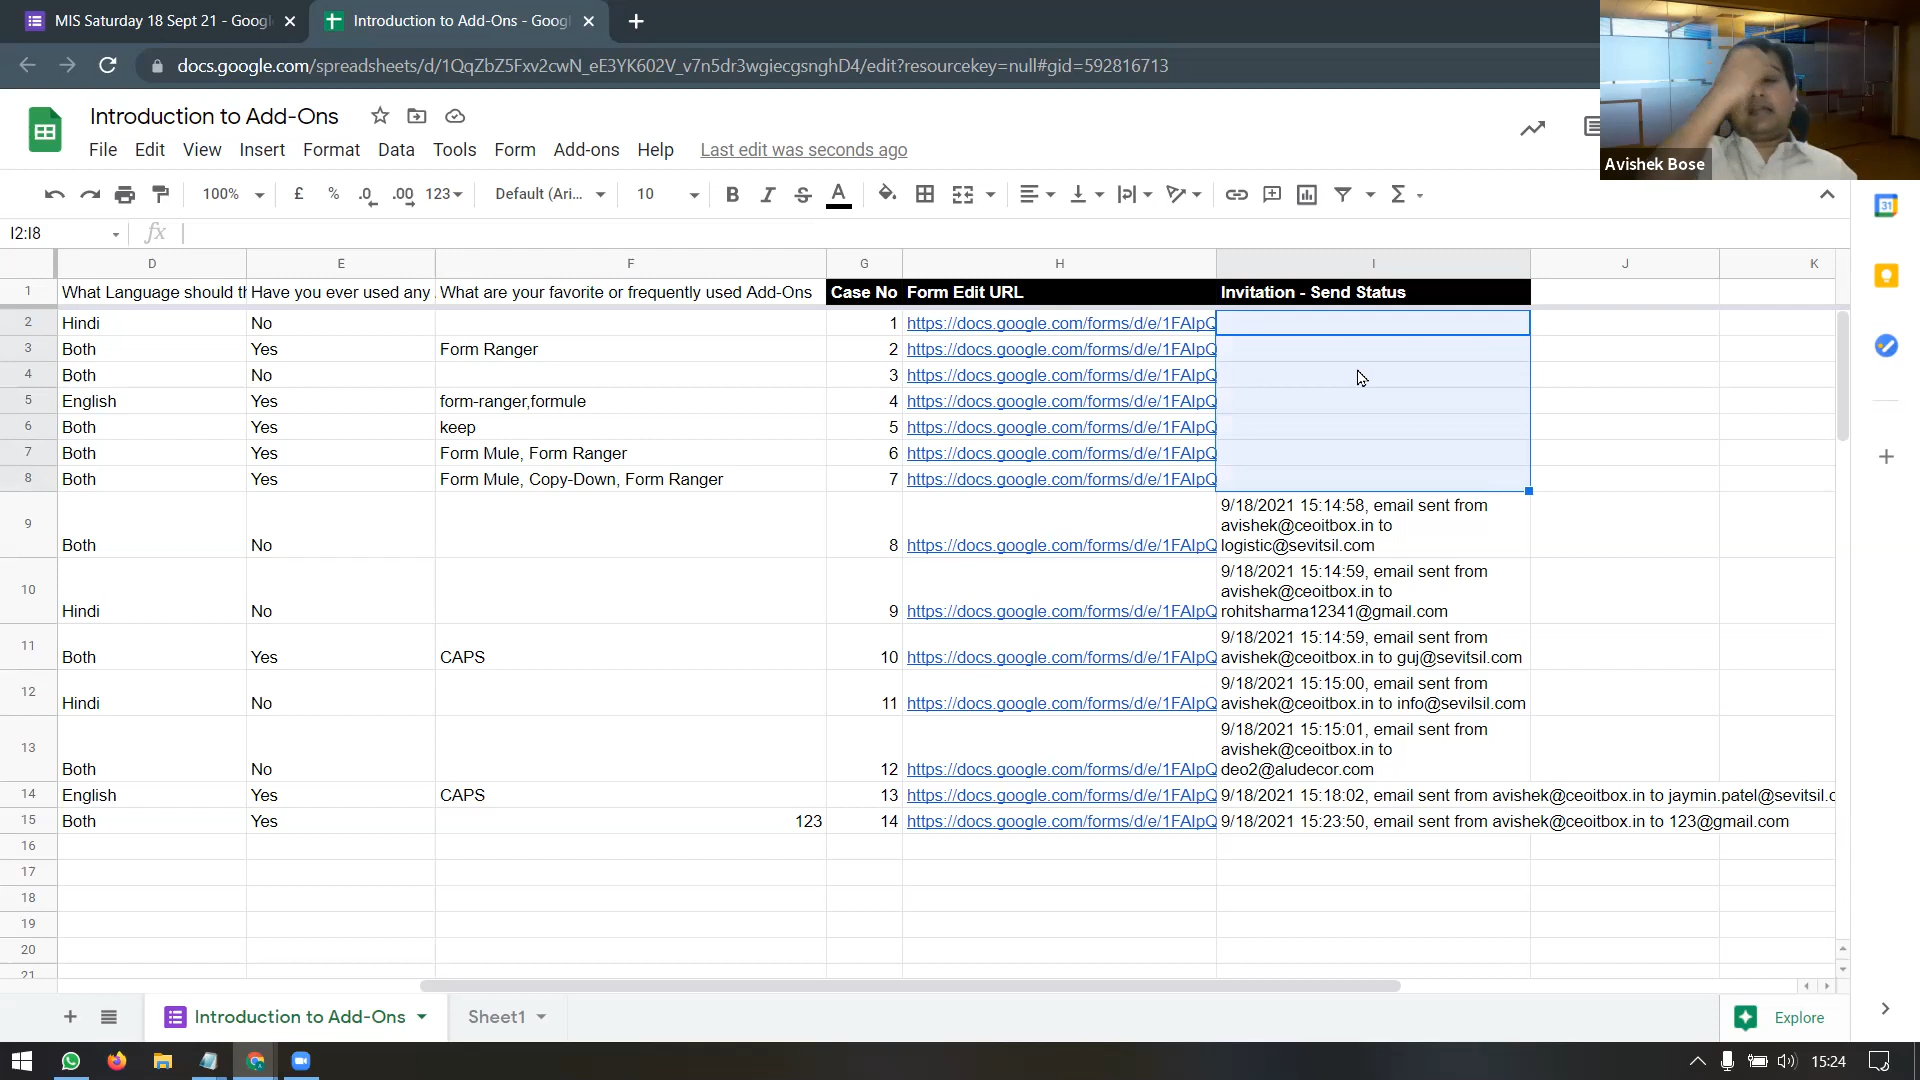 MIS Saturday 18 Sept 21 - Googl
Introduction to Add-Ons - Googl
docs.google.com/spreadsheets/d/1QqZbZ5Fxv2cwN_eE3YK602V_v7n5dr3wgiecgsnghD4/edit?resourcekey=null#gid=592816713
Avishek Bose
Introduction to Add-Ons
File Edit View Insert Format Data Tools Form Add-ons Help Last edit was seconds ago
100% £ % .0 .00 123 Default (Ari... 10 B I S A Σ
I2:I8 fx
D E F G H I J K
1 What Language should th Have you ever used any What are your favorite or frequently used Add-Ons Case No Form Edit URL Invitation - Send Status
2 Hindi No 1 https://docs.google.com/forms/d/e/1FAIpQ
3 Both Yes Form Ranger 2 https://docs.google.com/forms/d/e/1FAIpQ
4 Both No 3 https://docs.google.com/forms/d/e/1FAIpQ
5 English Yes form-ranger,formule 4 https://docs.google.com/forms/d/e/1FAIpQ
6 Both Yes keep 5 https://docs.google.com/forms/d/e/1FAIpQ
7 Both Yes Form Mule, Form Ranger 6 https://docs.google.com/forms/d/e/1FAIpQ
8 Both Yes Form Mule, Copy-Down, Form Ranger 7 https://docs.google.com/forms/d/e/1FAIpQ
9/18/2021 15:14:58, email sent from
9 avishek@ceoitbox.in to
Both No 8 https://docs.google.com/forms/d/e/1FAIpQ logistic@sevitsil.com
9/18/2021 15:14:59, email sent from
10 avishek@ceoitbox.in to
Hindi No 9 https://docs.google.com/forms/d/e/1FAIpQ rohitsharma12341@gmail.com
11 9/18/2021 15:14:59, email sent from
Both Yes CAPS 10 https://docs.google.com/forms/d/e/1FAIpQ avishek@ceoitbox.in to guj@sevitsil.com
12 9/18/2021 15:15:00, email sent from
Hindi No 11 https://docs.google.com/forms/d/e/1FAIpQ avishek@ceoitbox.in to info@sevilsil.com
9/18/2021 15:15:01, email sent from
13 avishek@ceoitbox.in to
Both No 12 https://docs.google.com/forms/d/e/1FAIpQ deo2@aludecor.com
14 English Yes CAPS 13 https://docs.google.com/forms/d/e/1FAIpQ 9/18/2021 15:18:02, email sent from avishek@ceoitbox.in to jaymin.patel@sevitsil.c
15 Both Yes 123 14 https://docs.google.com/forms/d/e/1FAIpQ 9/18/2021 15:23:50, email sent from avishek@ceoitbox.in to 123@gmail.com
16
17
18
19
20
21
Introduction to Add-Ons Sheet1 Explore
15:24